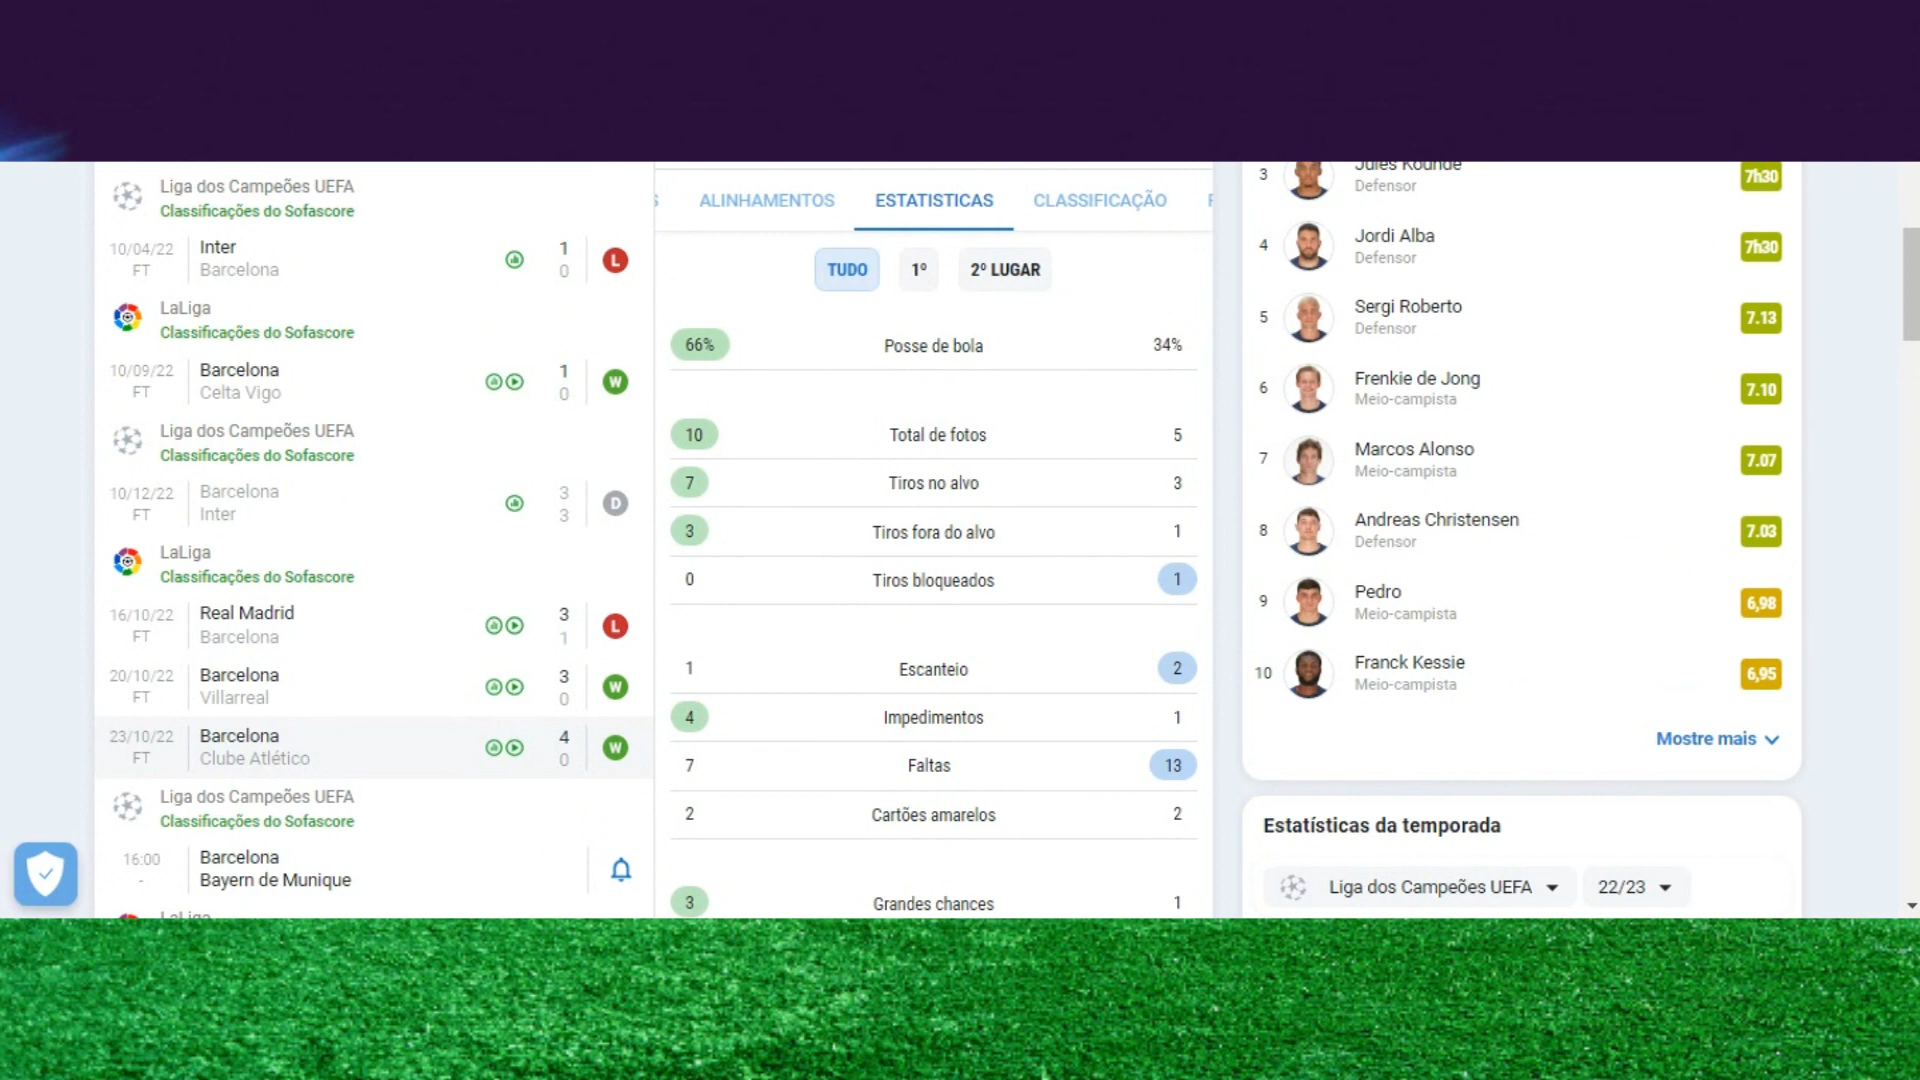 Liga dos Campeões UEFA
Classificações do Sofascore
10/04/22 Inter 1
FT Barcelona 0 L
LaLiga
Classificações do Sofascore
10/09/22 Barcelona 1
FT Celta Vigo 0 W
Liga dos Campeões UEFA
Classificações do Sofascore
10/12/22 Barcelona 3
FT Inter 3 D
LaLiga
Classificações do Sofascore
16/10/22 Real Madrid 3
FT Barcelona 1 L
20/10/22 Barcelona 3
FT Villarreal 0 W
23/10/22 Barcelona 4
FT Clube Atlético 0 W
Liga dos Campeões UEFA
Classificações do Sofascore
16:00 Barcelona
- Bayern de Munique
LaLiga
ALINHAMENTOS ESTATISTICAS CLASSIFICAÇÃO
TUDO 1º 2º LUGAR
66% Posse de bola 34%
10 Total de fotos 5
7 Tiros no alvo 3
3 Tiros fora do alvo 1
0 Tiros bloqueados 1
1 Escanteio 2
4 Impedimentos 1
7 Faltas 13
2 Cartões amarelos 2
3 Grandes chances 1
3 Jules Kounde 7h30
Defensor
4 Jordi Alba 7h30
Defensor
5 Sergi Roberto 7.13
Defensor
6 Frenkie de Jong 7.10
Meio-campista
7 Marcos Alonso 7.07
Meio-campista
8 Andreas Christensen 7.03
Defensor
9 Pedro 6,98
Meio-campista
10 Franck Kessie 6,95
Meio-campista
Mostre mais
Estatísticas da temporada
Liga dos Campeões UEFA 22/23